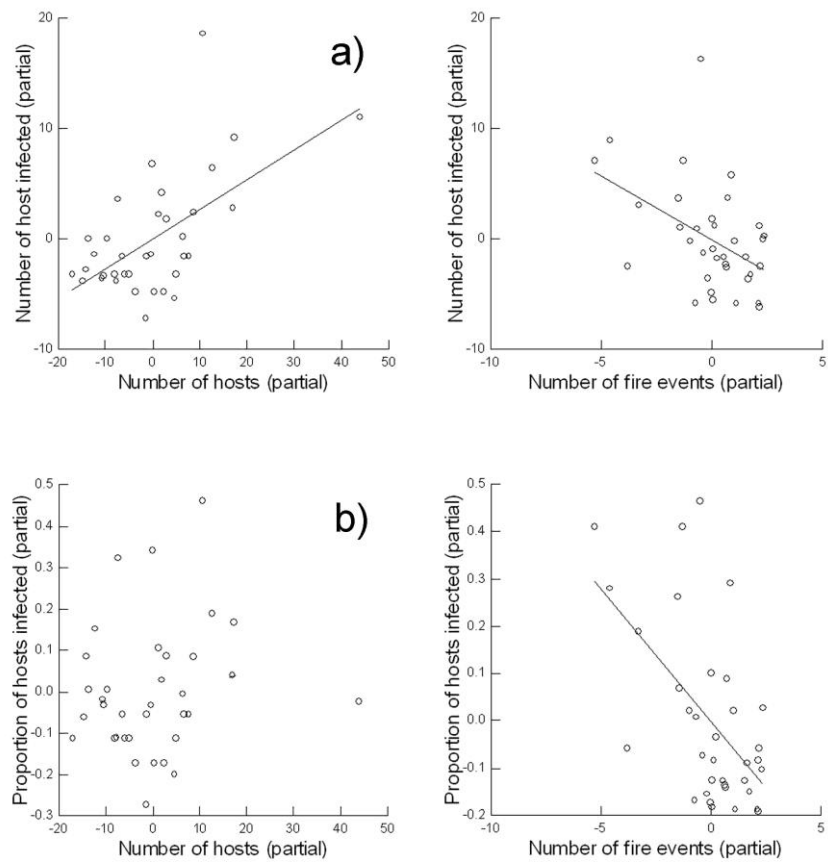 a)
Number of host infected (partial)
20
10
0
-10
-20 -10 0 10 20 30 40 50
Number of hosts (partial)
Number of host infected (partial)
20
10
0
-10
-10 -5 0 5
Number of fire events (partial)
b)
Proportion of hosts infected (partial)
0.5
0.4
0.3
0.2
0.1
0.0
-0.1
-0.2
-0.3
-20 -10 0 10 20 30 40 50
Number of hosts (partial)
Proportion of hosts infected (partial)
0.5
0.4
0.3
0.2
0.1
0.0
-0.1
-0.2
-10 -5 0 5
Number of fire events (partial)